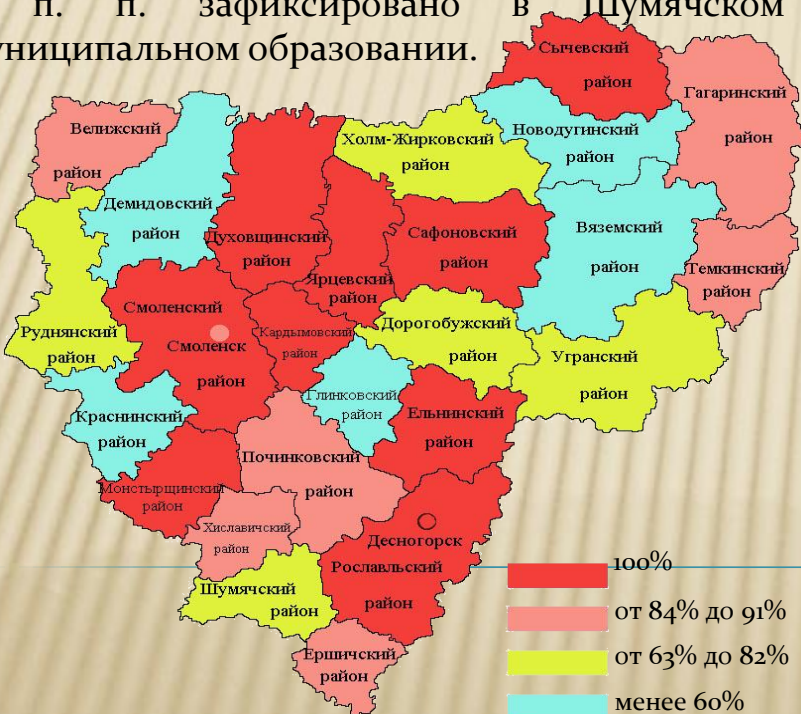 п. п. зафиксировано в Шумячском
униципальном образовании.
Сычевский
район
Гагаринский
район
Велижский
район
Холм-Жирковский
район
Новодугинский
район
Демидовский
район
Духовщинский
район
Сафоновский
район
Вяземский
район
Ярцевский
район
Темкинский
район
Смоленский
Смоленск
район
Кардымовский
район
Дорогобужский
район
Руднянский
район
Угранский
район
Глинковский
район
Краснинский
район
Ельнинский
район
Починковский
район
Монстырщинский
район
Хиславичский
район
Десногорск
Рославльский
район
Шумячский
район
Ершичский
район
100%
от 84% до 91%
от 63% до 82%
менее 60%